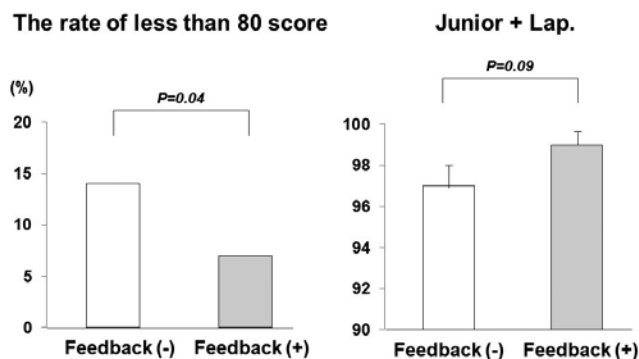 The rate of less than 80 score
(%)
P=0.04
20
15
10
5
0
Feedback (-) Feedback (+)
Junior + Lap.
P=0.09
100
98
96
94
92
90
Feedback (-) Feedback (+)